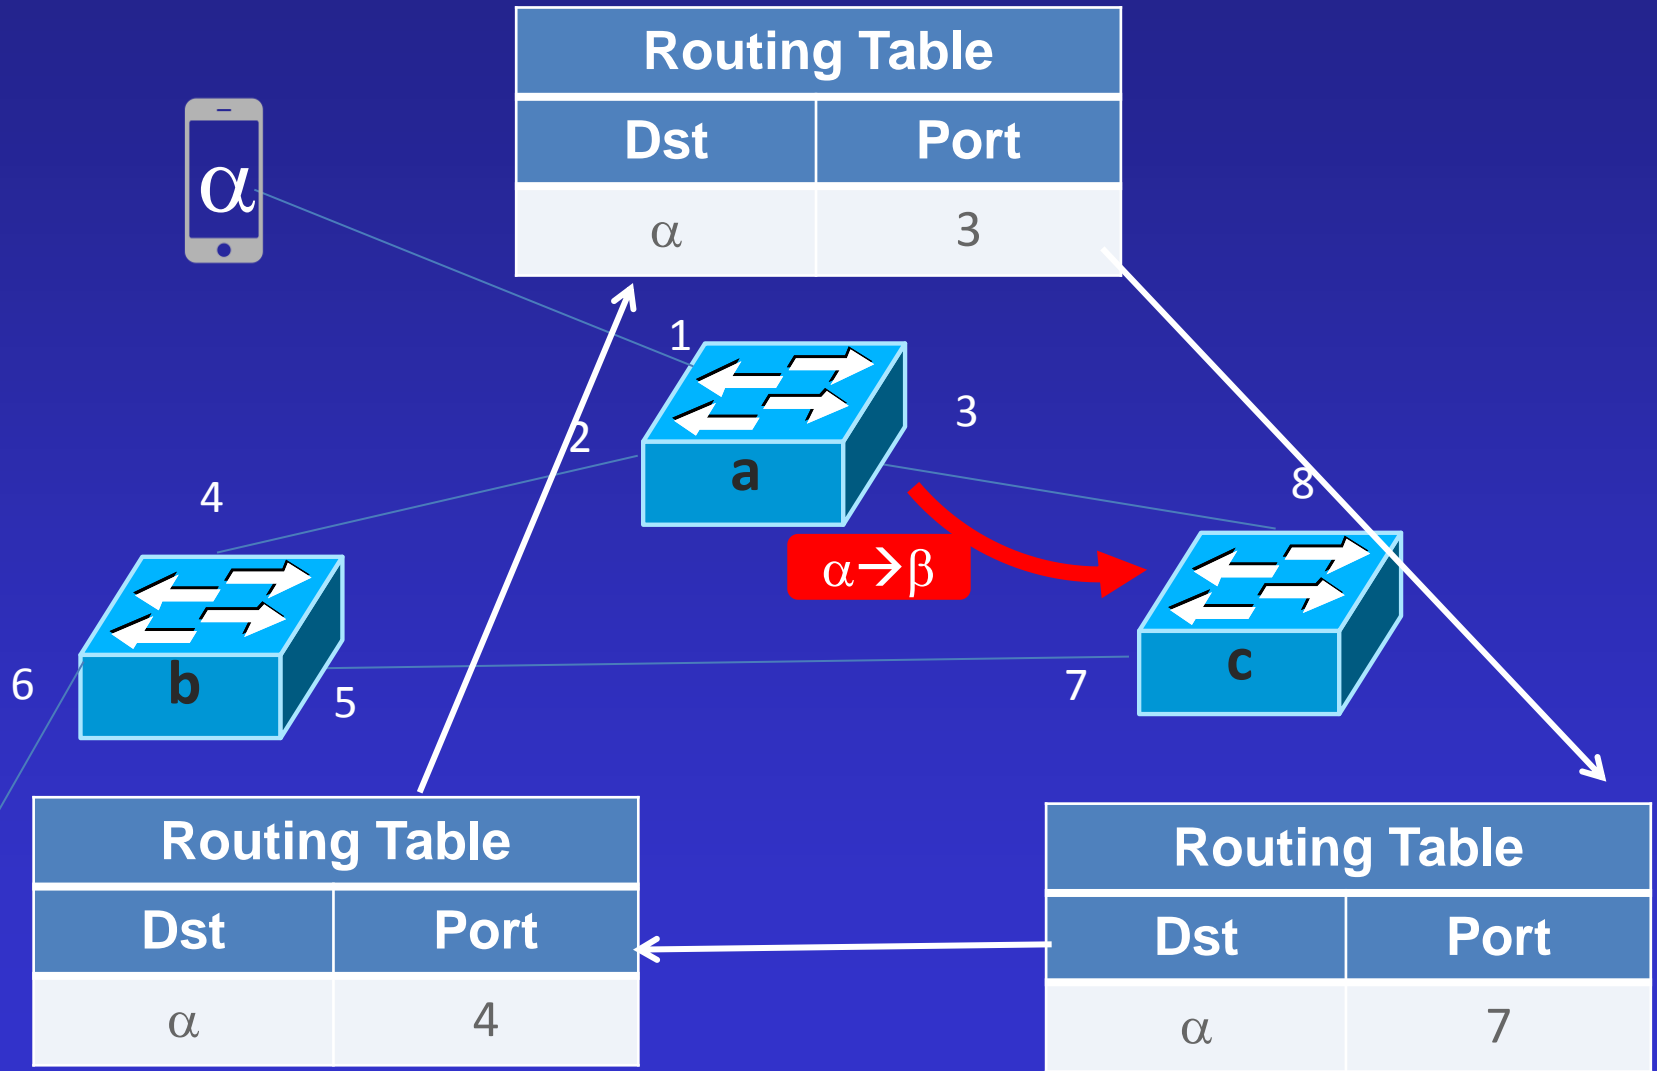 Routing Table
Dst Port
α 3
α
1
2
3
a
4
8
α→β
b
c
6
5
7
Routing Table
Dst Port
α 4
Routing Table
Dst Port
α 7